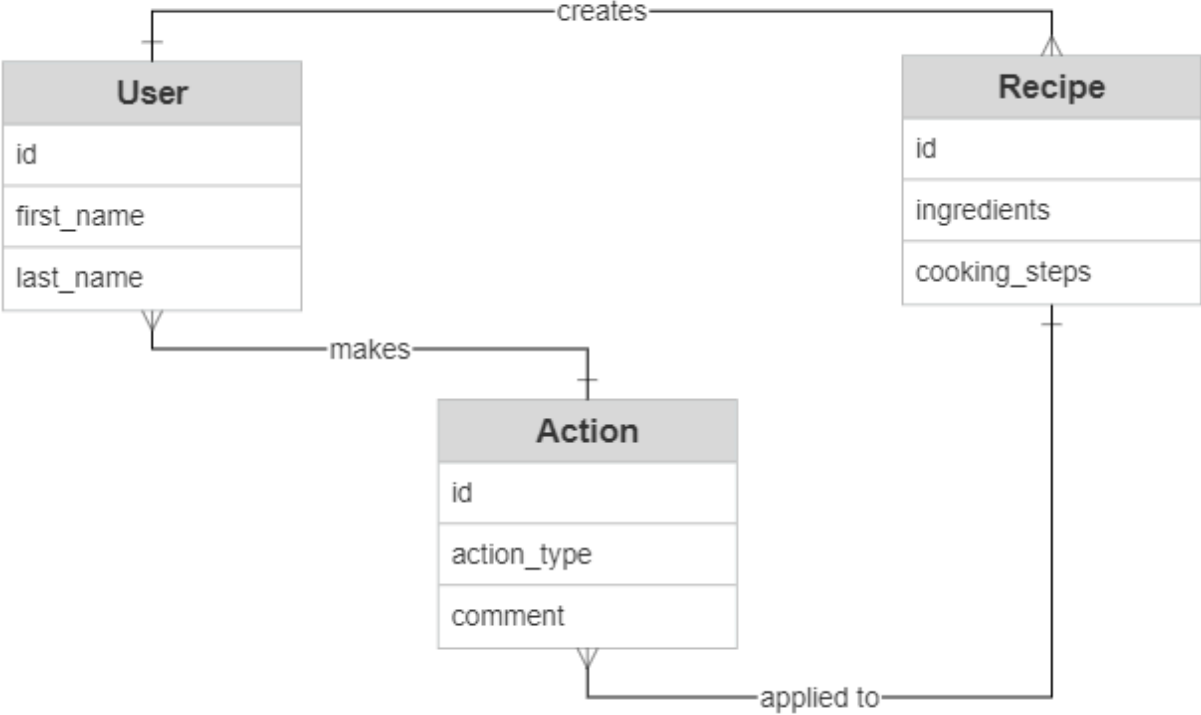 creates
User
id
first_name
last_name
Recipe
id
ingredients
cooking_steps
makes
Action
id
action_type
comment
applied to